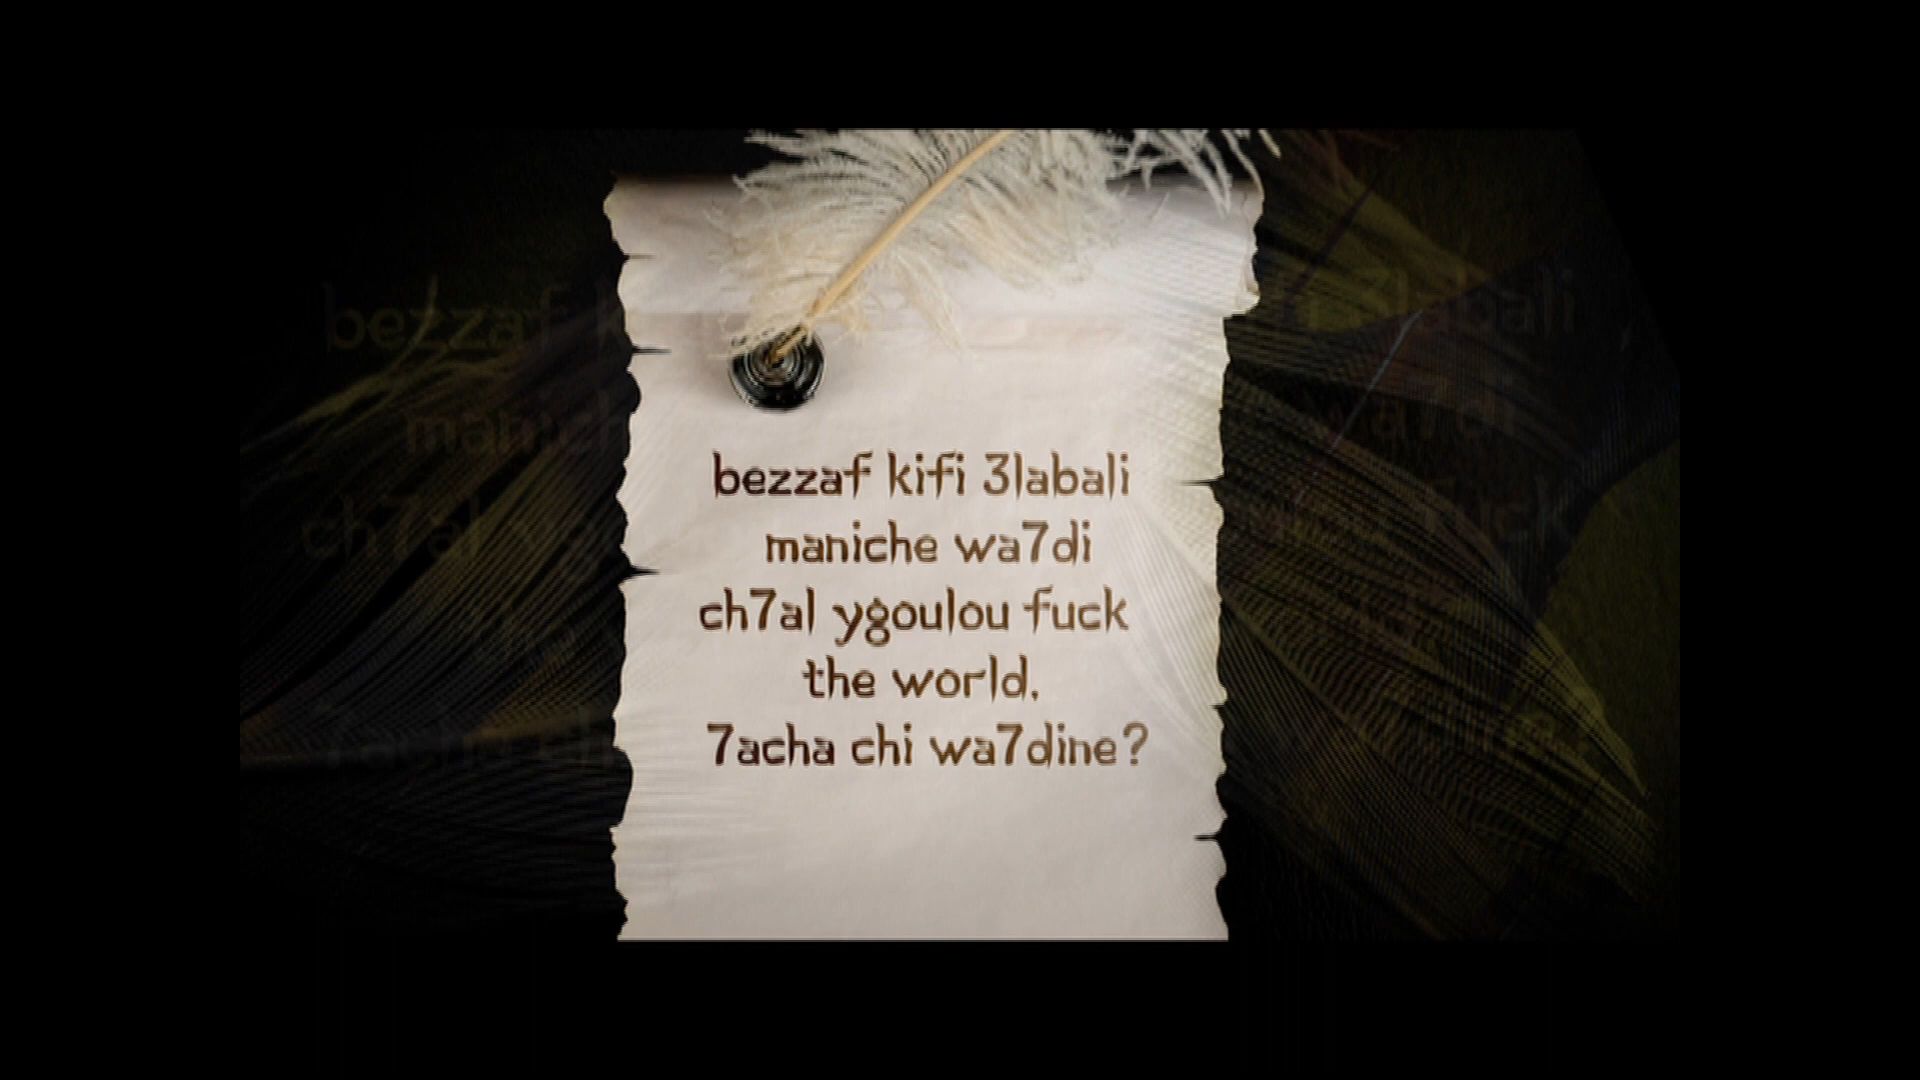 bezzaf kifi 3labali
maniche wa7di
ch7al ygoulou fuck
the world.
7acha chi wa7dine?